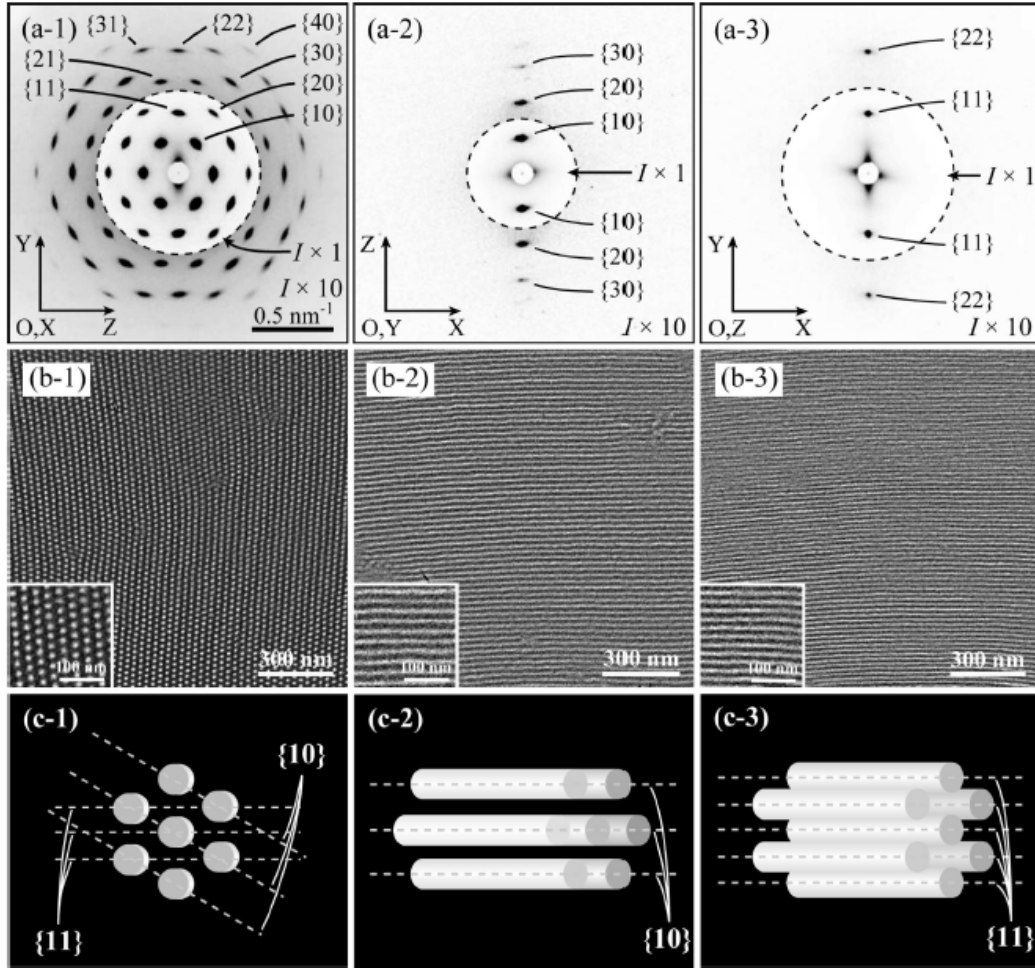 (a-1)
{31}
{22}
{40}
{21}
{30}
{11}
{20}
{10}
Y
I × 1
I × 10
O,X
Z
0.5 nm⁻¹
(a-2)
{30}
{20}
{10}
I × 1
{10}
{20}
{30}
Z
O,Y
X
I × 10
(a-3)
{22}
{11}
I × 1
{11}
{22}
Y
O,Z
X
I × 10
(b-1)
100 nm
300 nm
(b-2)
100 nm
300 nm
(b-3)
100 nm
300 nm
(c-1)
{10}
{11}
(c-2)
{10}
(c-3)
{11}